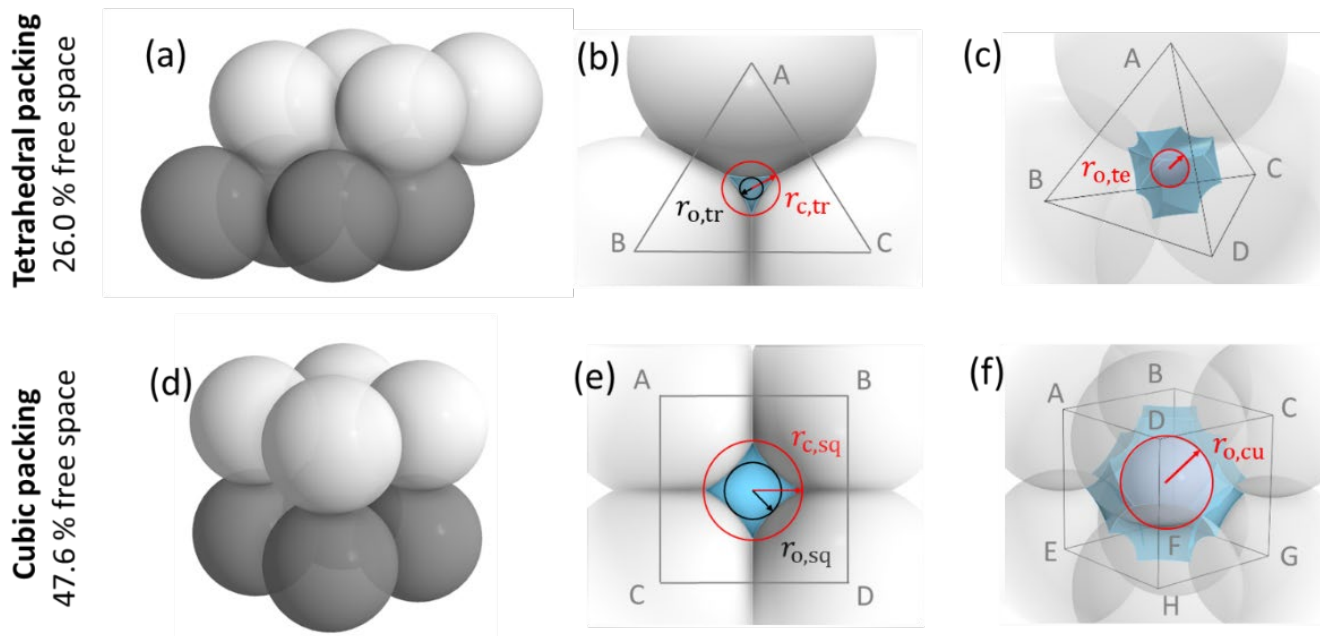 Tetrahedral packing
26.0 % free space
(a)
(b)
A
B
C
r_o,tr
r_c,tr
(c)
A
B
C
D
r_o,te
Cubic packing
47.6 % free space
(d)
(e)
A
B
C
D
r_c,sq
r_o,sq
(f)
A
B
C
D
E
F
G
H
r_o,cu